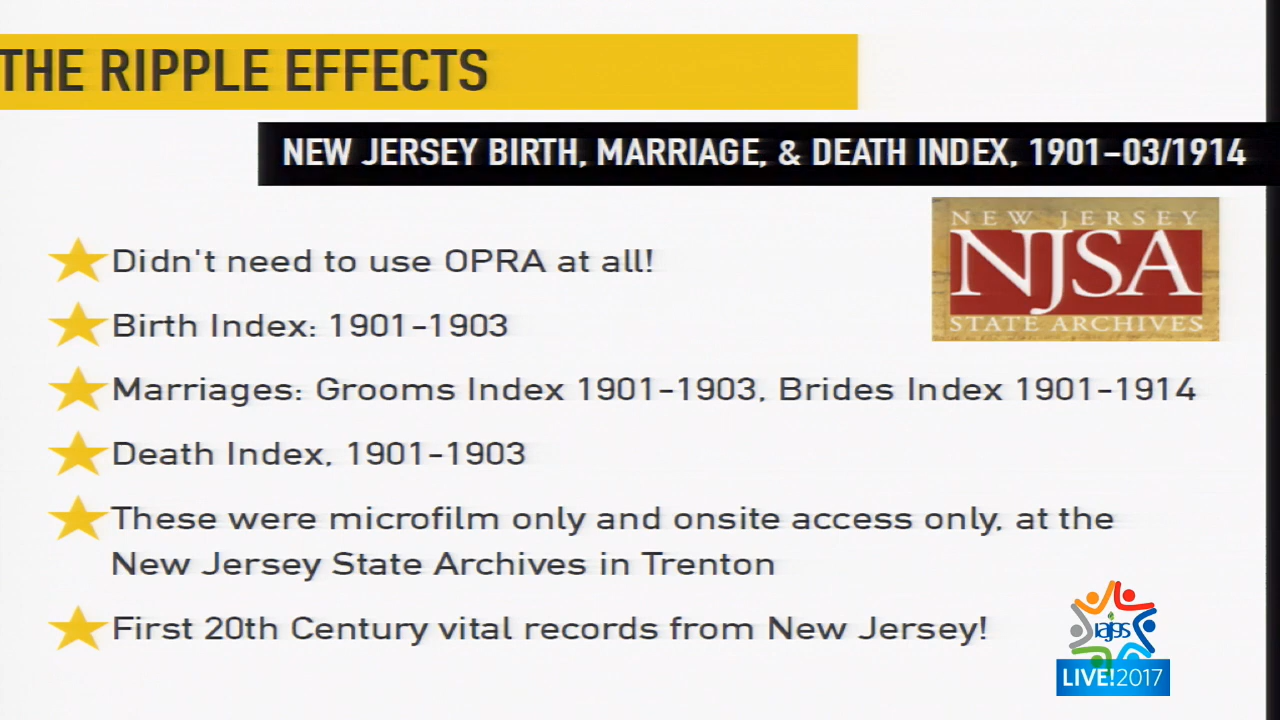 THE RIPPLE EFFECTS
NEW JERSEY BIRTH, MARRIAGE, & DEATH INDEX, 1901–03/1914
NEW JERSEY
NJSA
STATE ARCHIVES
Didn't need to use OPRA at all!
Birth Index: 1901-1903
Marriages: Grooms Index 1901-1903, Brides Index 1901-1914
Death Index, 1901-1903
These were microfilm only and onsite access only, at the
New Jersey State Archives in Trenton
First 20th Century vital records from New Jersey!
iajgs
LIVE!2017